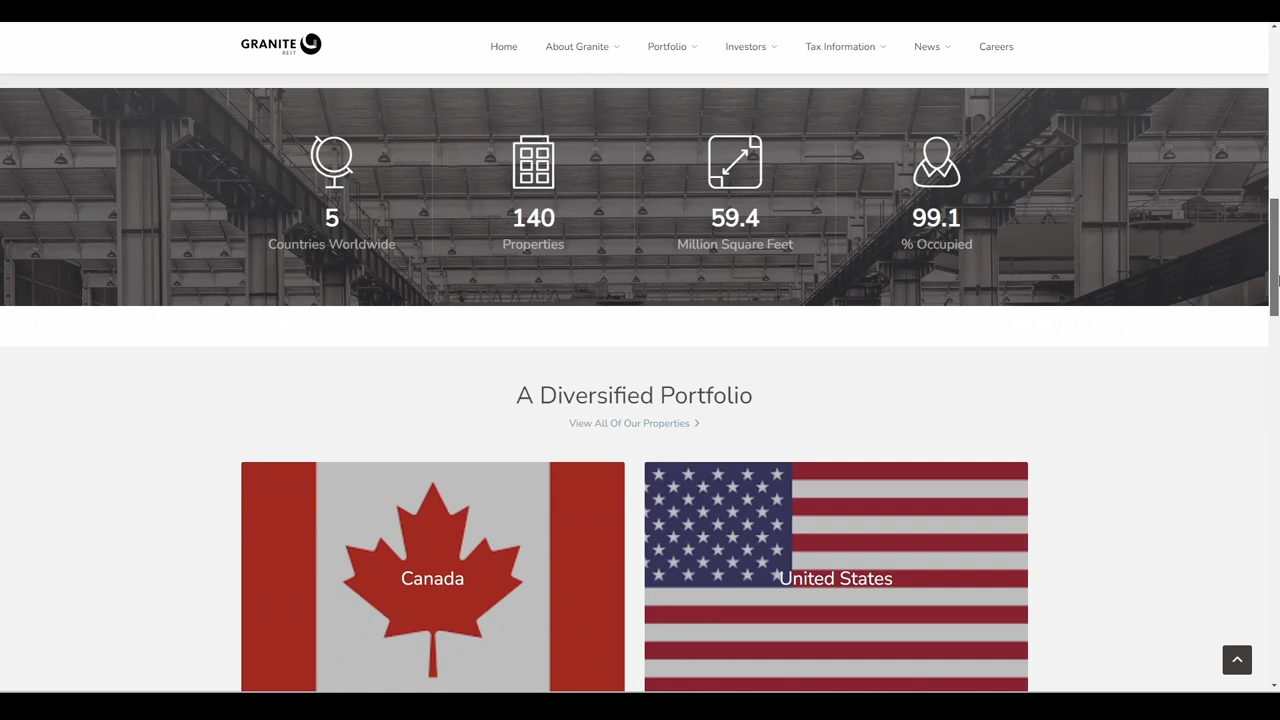 GRANITE
REIT
Home About Granite Portfolio Investors Tax Information News Careers
5 140 59.4 99.1
Countries Worldwide Properties Million Square Feet % Occupied
A Diversified Portfolio
View All Of Our Properties
Canada United States